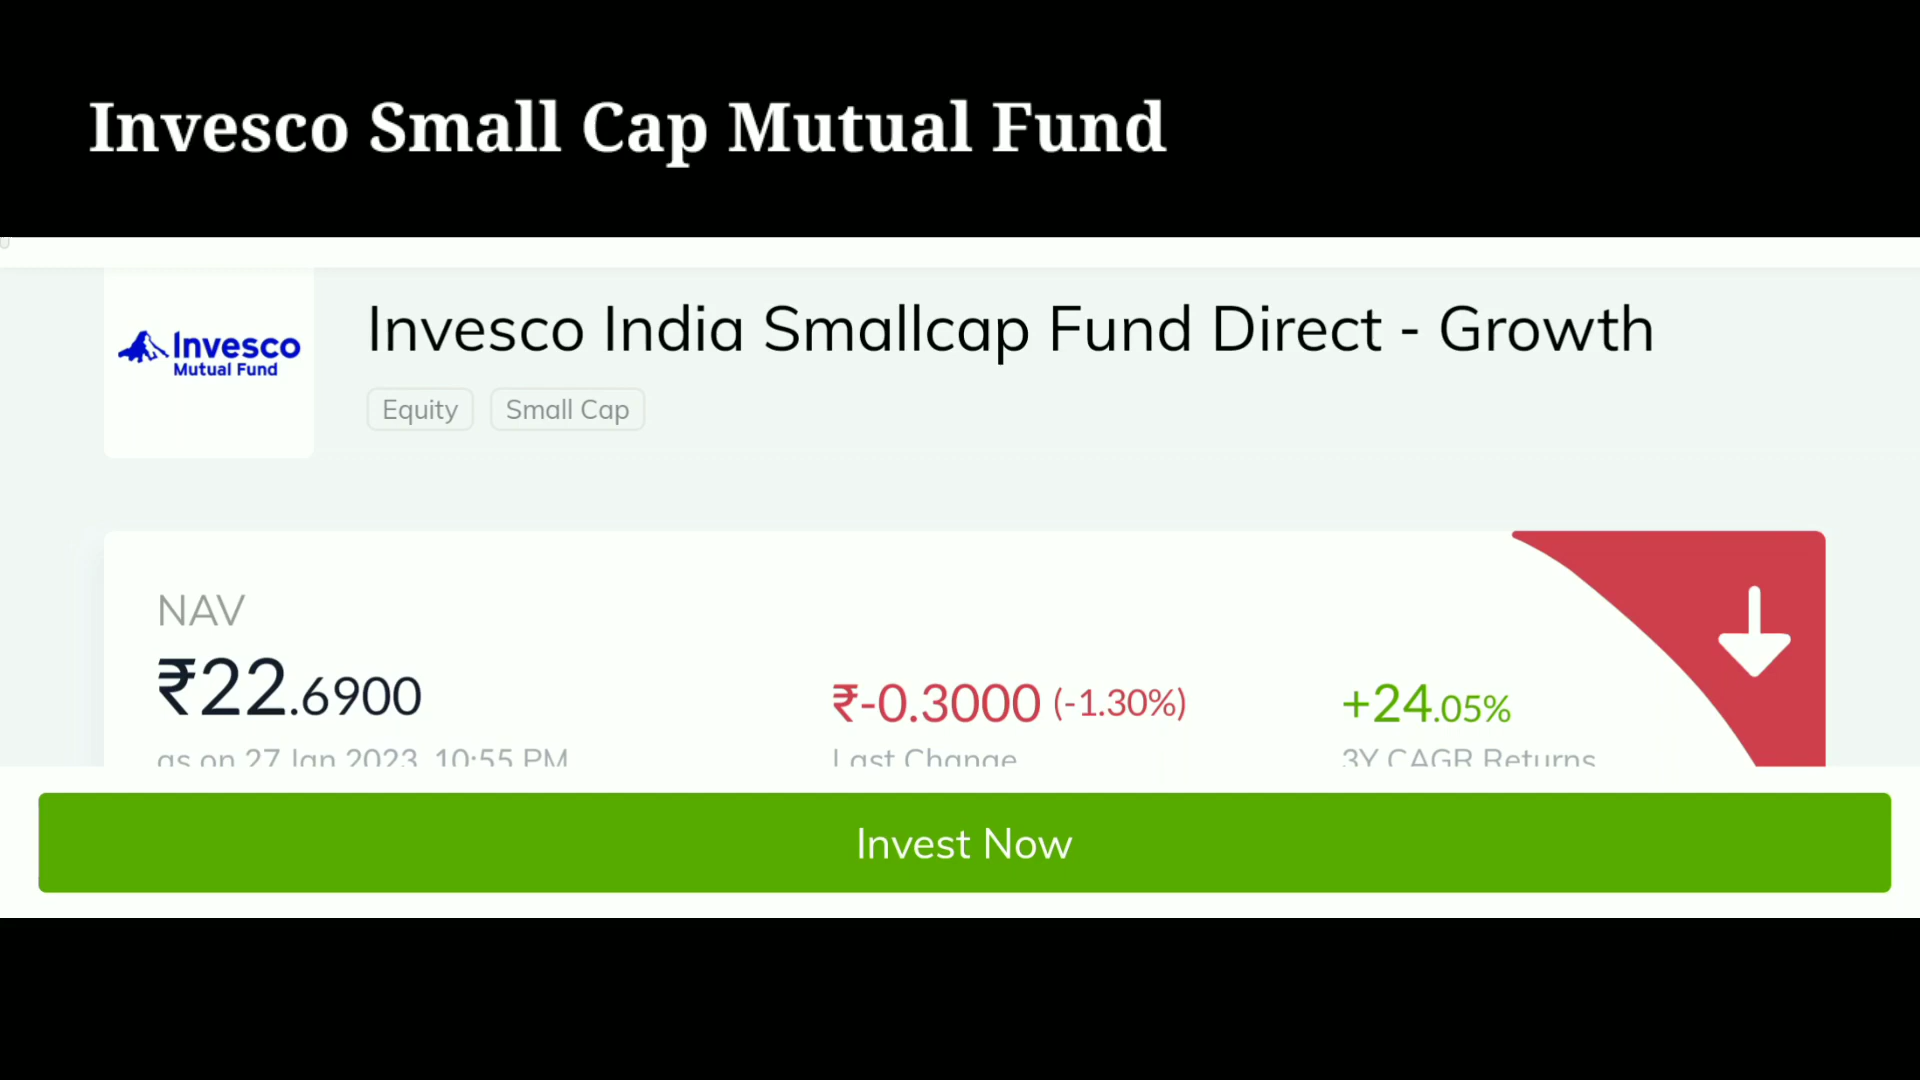 Invesco Small Cap Mutual Fund
Invesco
Mutual Fund
Invesco India Smallcap Fund Direct - Growth
Equity
Small Cap
NAV
₹22.6900
₹-0.3000 (-1.30%)
+24.05%
as on 27 Jan 2023, 10:55 PM
Last Change
3Y CAGR Returns
Invest Now